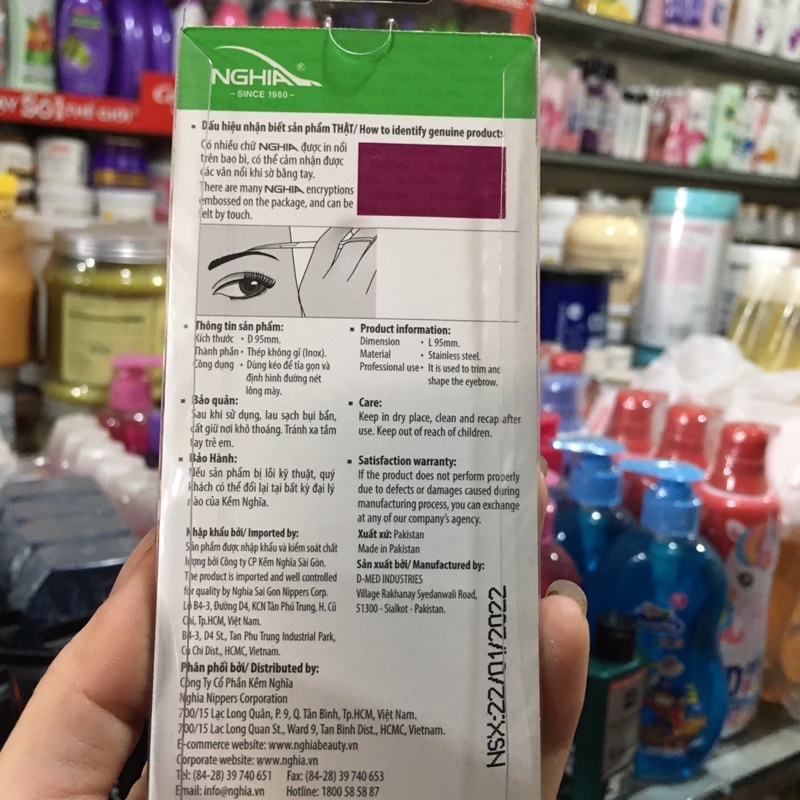 NGHIA®
– SINCE 1980 –
▪ Dấu hiệu nhận biết sản phẩm THẬT/ How to identify genuine product:
Có nhiều chữ NGHIA được in nổi
trên bao bì, có thể cảm nhận được
các vân nổi khi sờ bằng tay.
There are many NGHIA encryptions
embossed on the package, and can be
felt by touch.
▪ Thông tin sản phẩm:
Kích thước • D 95mm.
Thành phần • Thép không gỉ (Inox).
Công dụng • Dùng kéo để tỉa gọn và
định hình đường nét
lông mày.
▪ Bảo quản:
Sau khi sử dụng, lau sạch bụi bẩn,
cất giữ nơi khô thoáng. Tránh xa tầm
tay trẻ em.
▪ Bảo Hành:
Nếu sản phẩm bị lỗi kỹ thuật, quý
khách có thể đổi lại tại bất kỳ đại lý
nào của Kềm Nghĩa.
Nhập khẩu bởi/ Imported by:
Sản phẩm được nhập khẩu và kiểm soát chất
lượng bởi Công ty CP Kềm Nghĩa Sài Gòn.
The product is imported and well controlled
for quality by Nghia Sai Gon Nippers Corp.
Lô B4-3, Đường D4, KCN Tân Phú Trung, H. Củ
Chi, Tp.HCM, Việt Nam.
B4-3, D4 St., Tan Phu Trung Industrial Park,
Cu Chi Dist., HCMC, Vietnam.
▪ Product information:
Dimension • L 95mm.
Material • Stainless steel.
Professional use • It is used to trim and
shape the eyebrow.
▪ Care:
Keep in dry place, clean and recap after
use. Keep out of reach of children.
▪ Satisfaction warranty:
If the product does not perform properly
due to defects or damages caused during
manufacturing process, you can exchange
at any of our company's agency.
Xuất xứ: Pakistan
Made in Pakistan
Sản xuất bởi/ Manufactured by:
D-MED INDUSTRIES
Village Rakhanay Syedanwali Road,
51300 - Sialkot - Pakistan.
Phân phối bởi/ Distributed by:
Công Ty Cổ Phần Kềm Nghĩa
Nghia Nippers Corporation
700/15 Lạc Long Quân, P. 9, Q. Tân Bình, Tp.HCM, Việt Nam.
700/15 Lac Long Quan St., Ward 9, Tan Binh Dist., HCMC, Vietnam.
E-commerce website: www.nghiabeauty.vn
Corporate website: www.nghia.vn
Tel: (84-28) 39 740 651 Fax: (84-28) 39 740 653
Email: info@nghia.vn Hotline: 1800 58 58 87
NSX:22/01/2022
SỐ1 THẾ GIỚI